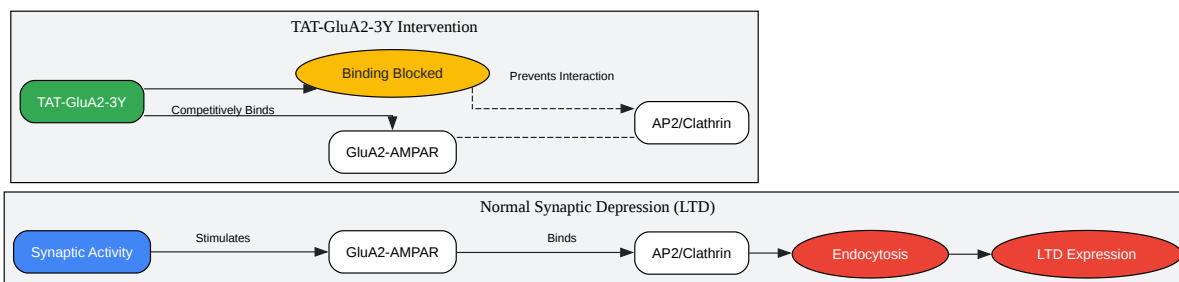 TAT-GluA2-3Y Intervention
Binding Blocked
Prevents Interaction
TAT-GluA2-3Y
Competitively Binds
AP2/Clathrin
GluA2-AMPAR
Normal Synaptic Depression (LTD)
Synaptic Activity
Stimulates
GluA2-AMPAR
Binds
AP2/Clathrin
Endocytosis
LTD Expression